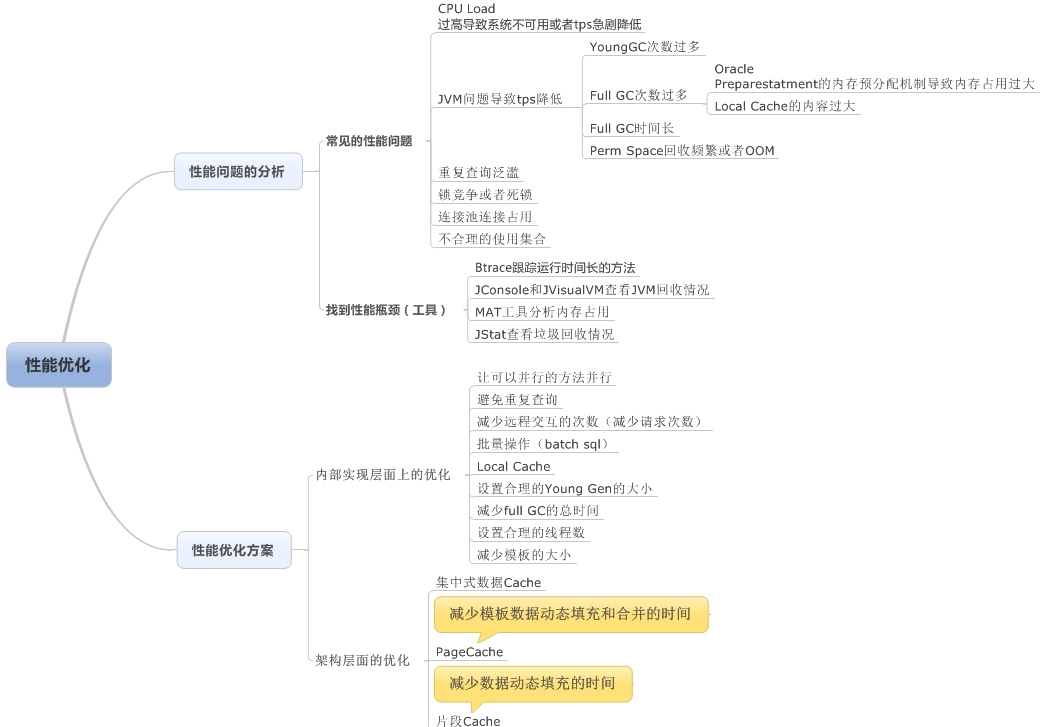 性能优化
性能问题的分析
常见的性能问题
CPU Load
过高导致系统不可用或者tps急剧降低
JVM问题导致tps降低
YoungGC次数过多
Full GC次数过多
Oracle
Preparestatment的内存预分配机制导致内存占用过大
Local Cache的内容过大
Full GC时间长
Perm Space回收频繁或者OOM
重复查询泛滥
锁竞争或者死锁
连接池连接占用
不合理的使用集合
找到性能瓶颈（工具）
Btrace跟踪运行时间长的方法
JConsole和JVisualVM查看JVM回收情况
MAT工具分析内存占用
JStat查看垃圾回收情况
性能优化方案
内部实现层面上的优化
让可以并行的方法并行
避免重复查询
减少远程交互的次数（减少请求次数）
批量操作（batch sql）
Local Cache
设置合理的Young Gen的大小
减少full GC的总时间
设置合理的线程数
减少模板的大小
架构层面的优化
集中式数据Cache
减少模板数据动态填充和合并的时间
PageCache
减少数据动态填充的时间
片段Cache